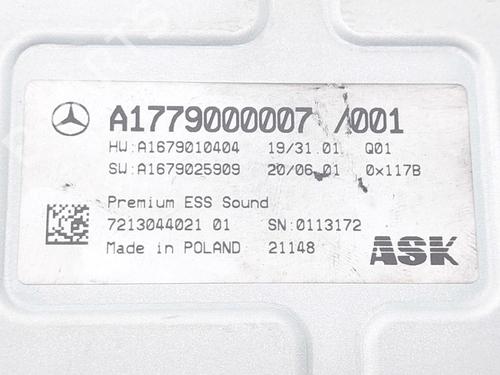 A1779000007 /001
HW:A1679010404 19/31.01 Q01
SW:A1679025909 20/06.01 0x117B
Premium ESS Sound
7213044021 01 SN:0113172
Made in POLAND 21148
ASK